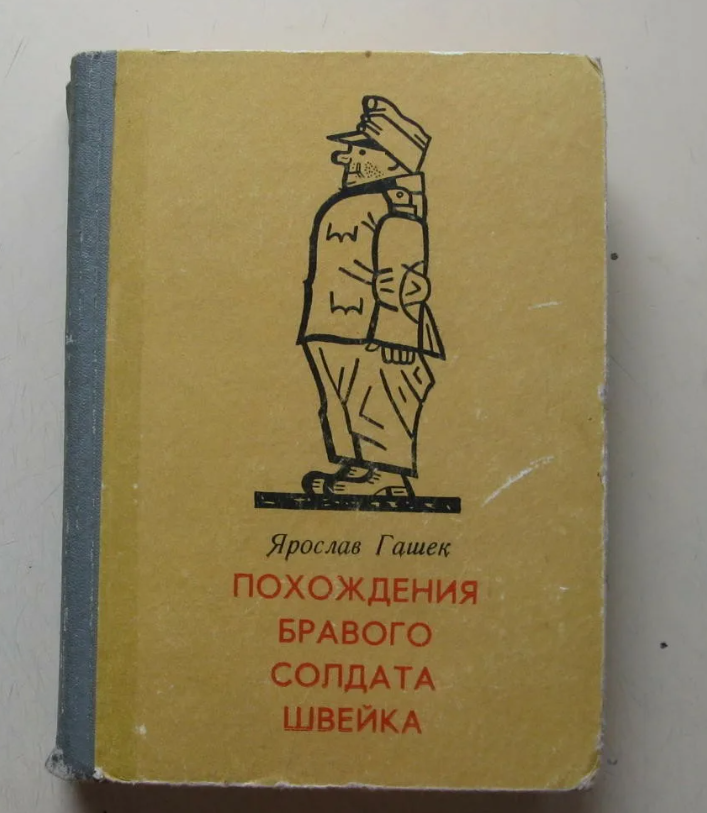 Ярослав Гашек
ПОХОЖДЕНИЯ
БРАВОГО
СОЛДАТА
ШВЕЙКА